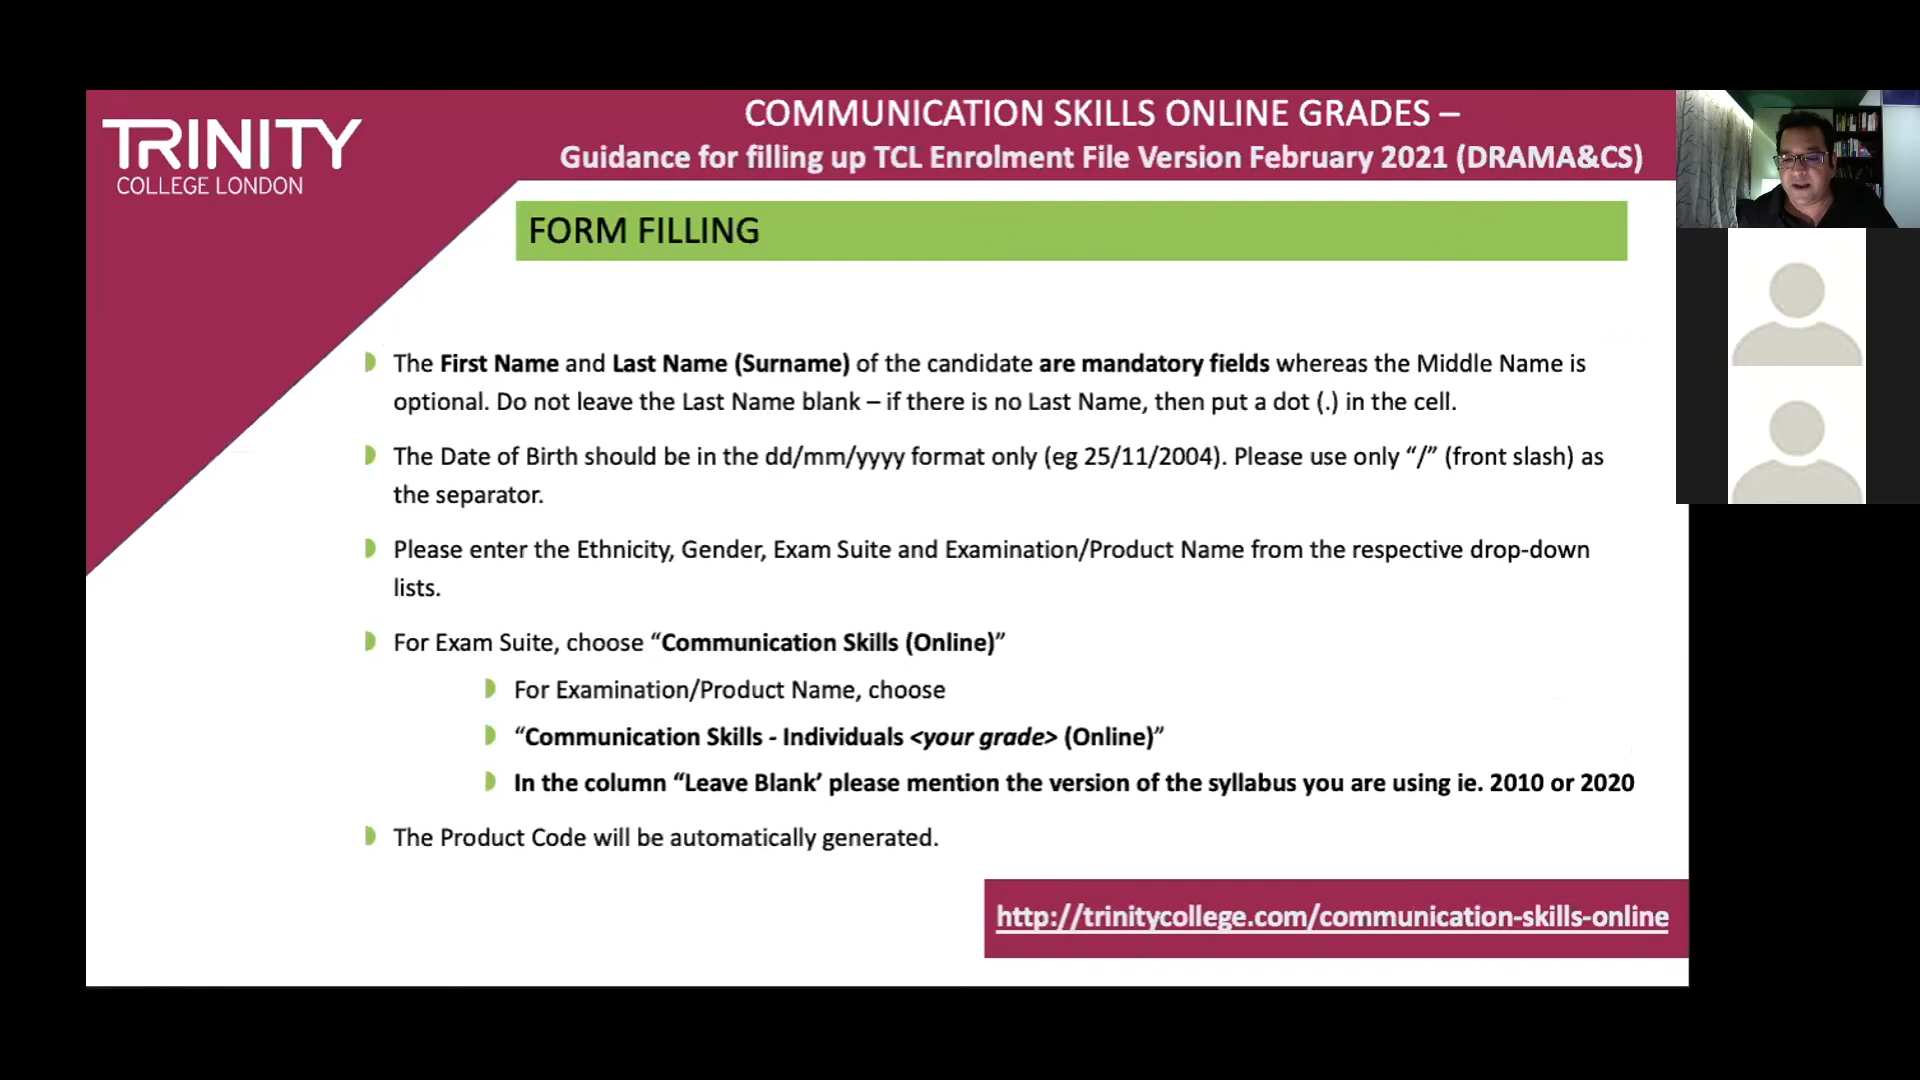 TRINITY
COLLEGE LONDON
COMMUNICATION SKILLS ONLINE GRADES –
Guidance for filling up TCL Enrolment File Version February 2021 (DRAMA&CS)
FORM FILLING
The First Name and Last Name (Surname) of the candidate are mandatory fields whereas the Middle Name is
optional. Do not leave the Last Name blank – if there is no Last Name, then put a dot (.) in the cell.
The Date of Birth should be in the dd/mm/yyyy format only (eg 25/11/2004). Please use only “/” (front slash) as
the separator.
Please enter the Ethnicity, Gender, Exam Suite and Examination/Product Name from the respective drop-down
lists.
For Exam Suite, choose “Communication Skills (Online)”
For Examination/Product Name, choose
“Communication Skills - Individuals <your grade> (Online)”
In the column “Leave Blank’ please mention the version of the syllabus you are using ie. 2010 or 2020
The Product Code will be automatically generated.
http://trinitycollege.com/communication-skills-online